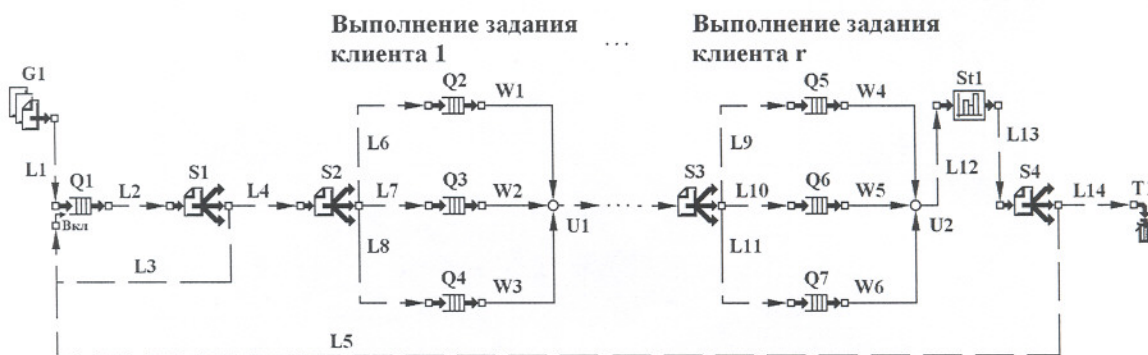 Выполнение задания
клиента 1
...
Выполнение задания
клиента r
G1
Q2
W1
Q5
W4
St1
L6
L9
L12
L13
L1
Q1
L2
S1
L4
S2
L7
Q3
W2
U1
......
S3
L10
Q6
W5
U2
S4
L14
T
Вкл
L3
L8
Q4
W3
L11
Q7
W6
L5